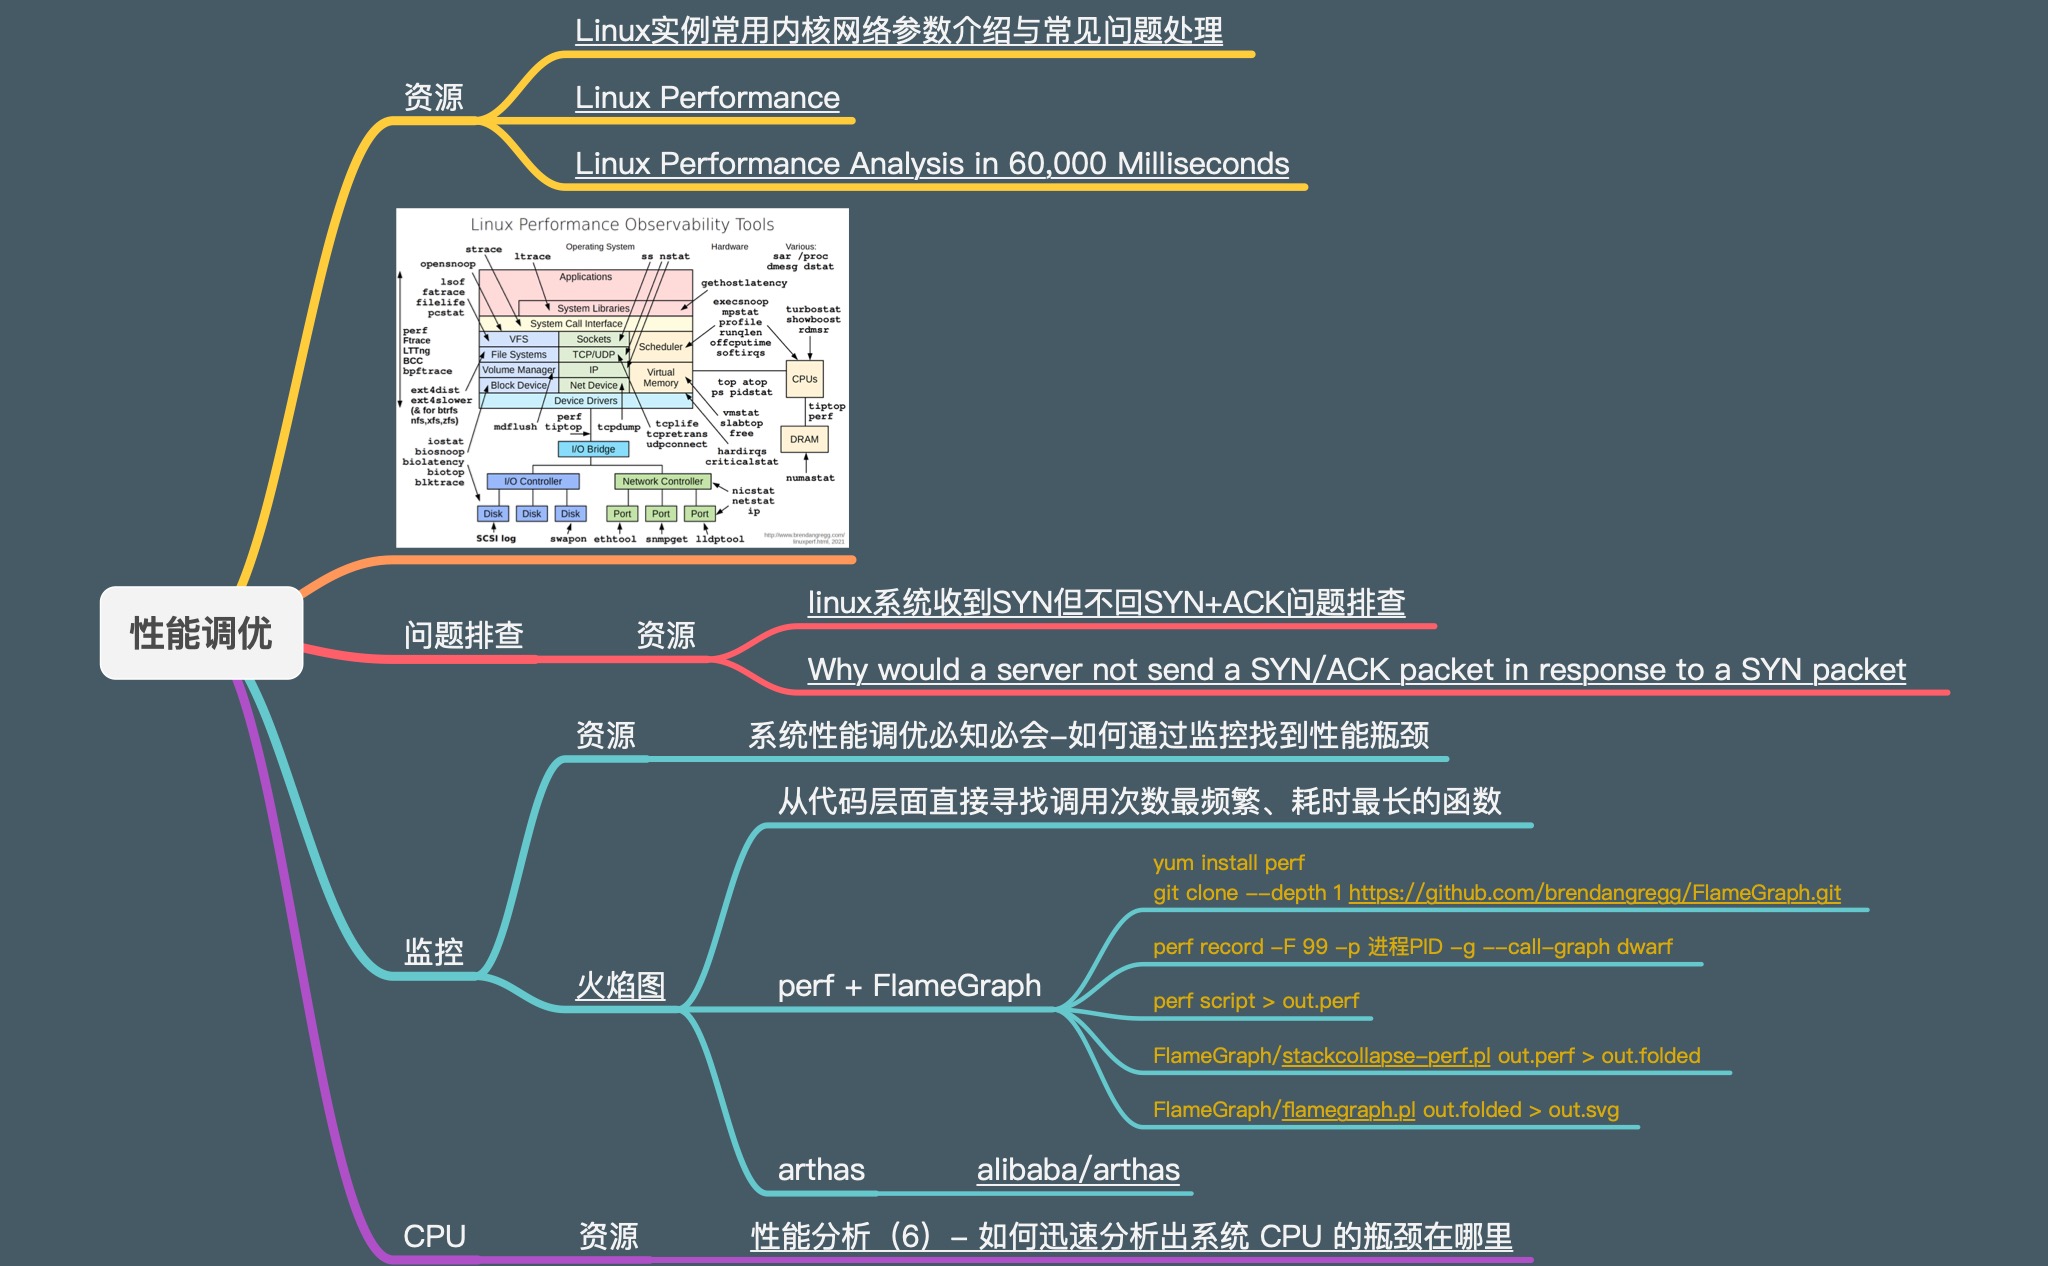 Linux实例常用内核网络参数介绍与常见问题处理
资源
Linux Performance
Linux Performance Analysis in 60,000 Milliseconds
Linux Performance Observability Tools
Operating System
Hardware
Various:
sar /proc
dmesg dstat
strace
ltrace
ss nstat
opensnoop
Applications
gethostlatency
lsof
fatrace
filelife
pcstat
System Libraries
System Call Interface
execsnoop
mpstat
profile
runqlen
offcputime
softirqs
turbostat
showboost
rdmsr
perf
Ftrace
LTTng
BCC
bpftrace
VFS
Sockets
Scheduler
File Systems
TCP/UDP
Volume Manager
IP
Virtual
Memory
Block Device
Net Device
Device Drivers
CPUs
top atop
ps pidstat
ext4dist
ext4slower
(& for btrfs
nfs,xfs,zfs)
tiptop
perf
vmstat
slabtop
free
mdflush
perf
tiptop
tcpdump
tcplife
tcpretrans
udpconnect
DRAM
iostat
biosnoop
biolatency
biotop
blktrace
I/O Bridge
hardirqs
criticalstat
numastat
I/O Controller
Network Controller
nicstat
netstat
ip
Disk
Disk
Disk
Port
Port
Port
SCSI log
swapon
ethtool
snmpget
lldptool
http://www.brendangregg.com/
linuxperf.html, 2021
性能调优
问题排查
资源
linux系统收到SYN但不回SYN+ACK问题排查
Why would a server not send a SYN/ACK packet in response to a SYN packet
监控
资源
系统性能调优必知必会-如何通过监控找到性能瓶颈
火焰图
从代码层面直接寻找调用次数最频繁、耗时最长的函数
perf + FlameGraph
yum install perf
git clone --depth 1 https://github.com/brendangregg/FlameGraph.git
perf record -F 99 -p 进程PID -g --call-graph dwarf
perf script > out.perf
FlameGraph/stackcollapse-perf.pl out.perf > out.folded
FlameGraph/flamegraph.pl out.folded > out.svg
arthas
alibaba/arthas
CPU
资源
性能分析（6）- 如何迅速分析出系统 CPU 的瓶颈在哪里